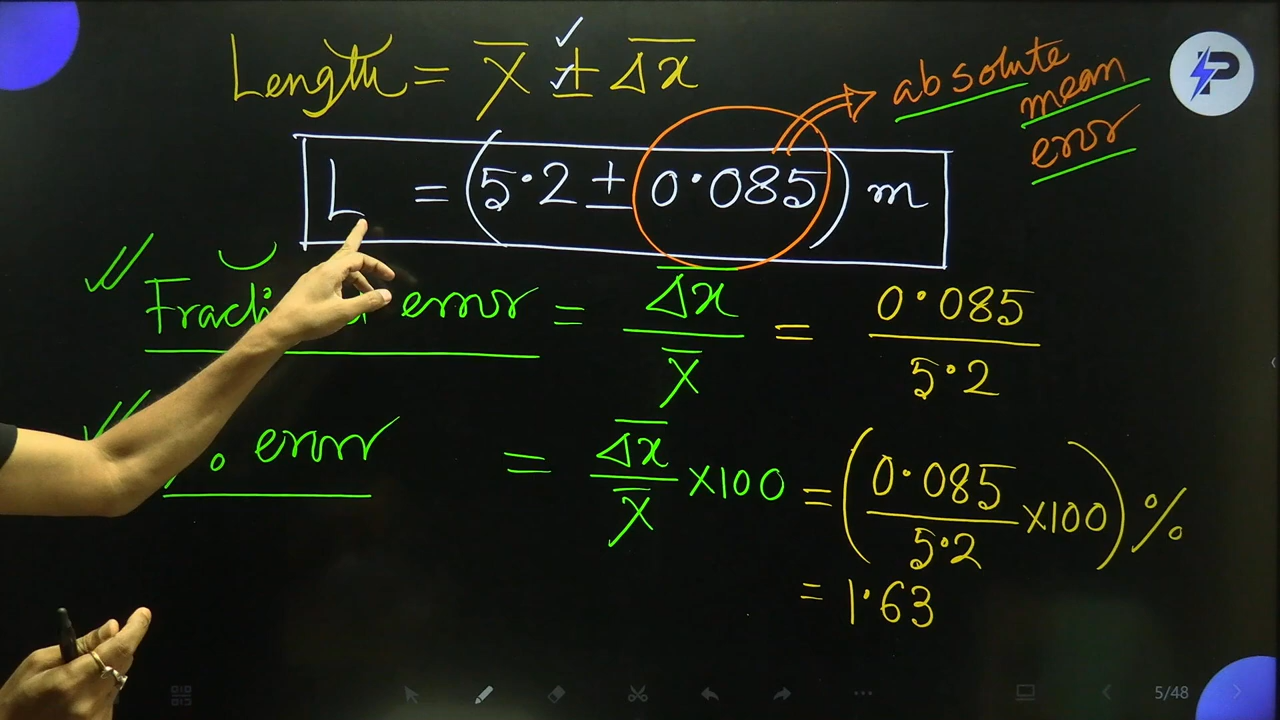 Length = X̅ ± Δx̅
absolute
mean
error
L = (5.2 ± 0.085) m
error = Δx̅ / X̅ = 0.085 / 5.2
error = Δx̅ / X̅ ×100 = (0.085 / 5.2 ×100) %
= 1.63
P
5/48